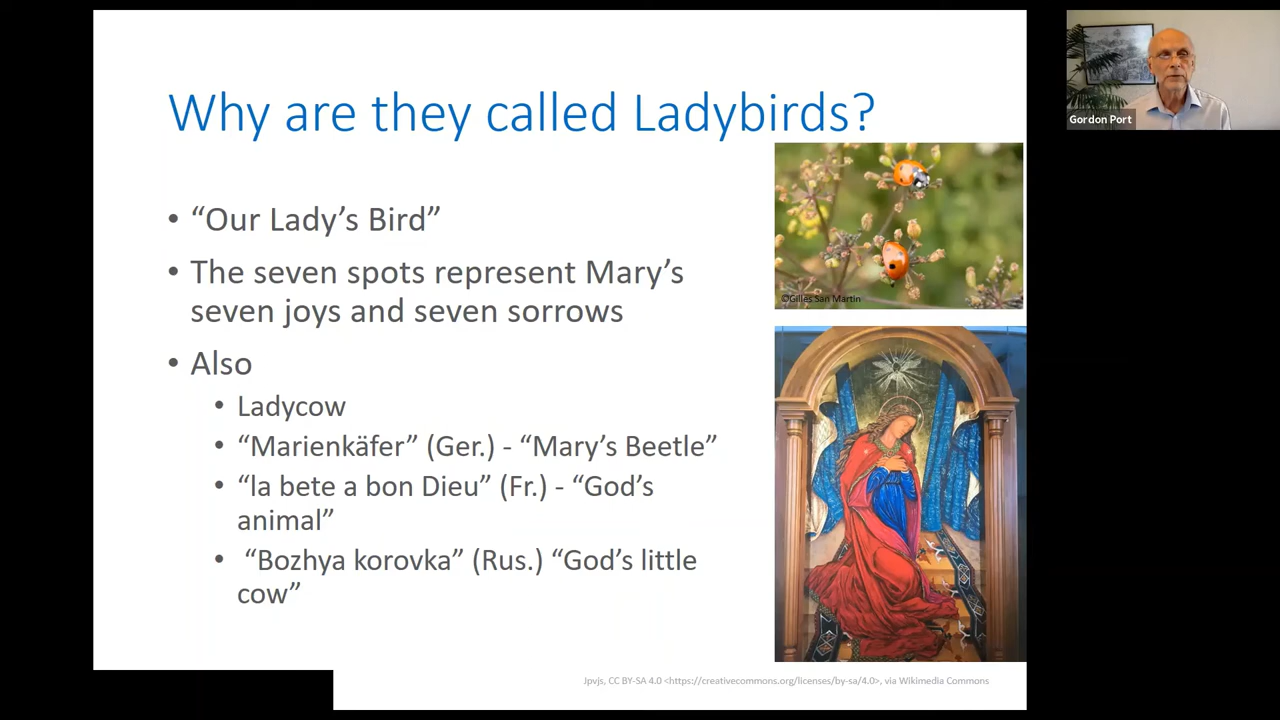 Why are they called Ladybirds?
• “Our Lady’s Bird”
• The seven spots represent Mary’s
seven joys and seven sorrows
• Also
• Ladycow
• “Marienkäfer” (Ger.) - “Mary’s Beetle”
• “la bete a bon Dieu” (Fr.) - “God’s
animal”
• “Bozhya korovka” (Rus.) “God’s little
cow”
©Gilles San Martin
Jpvjs, CC BY-SA 4.0 <https://creativecommons.org/licenses/by-sa/4.0>, via Wikimedia Commons
Gordon Port